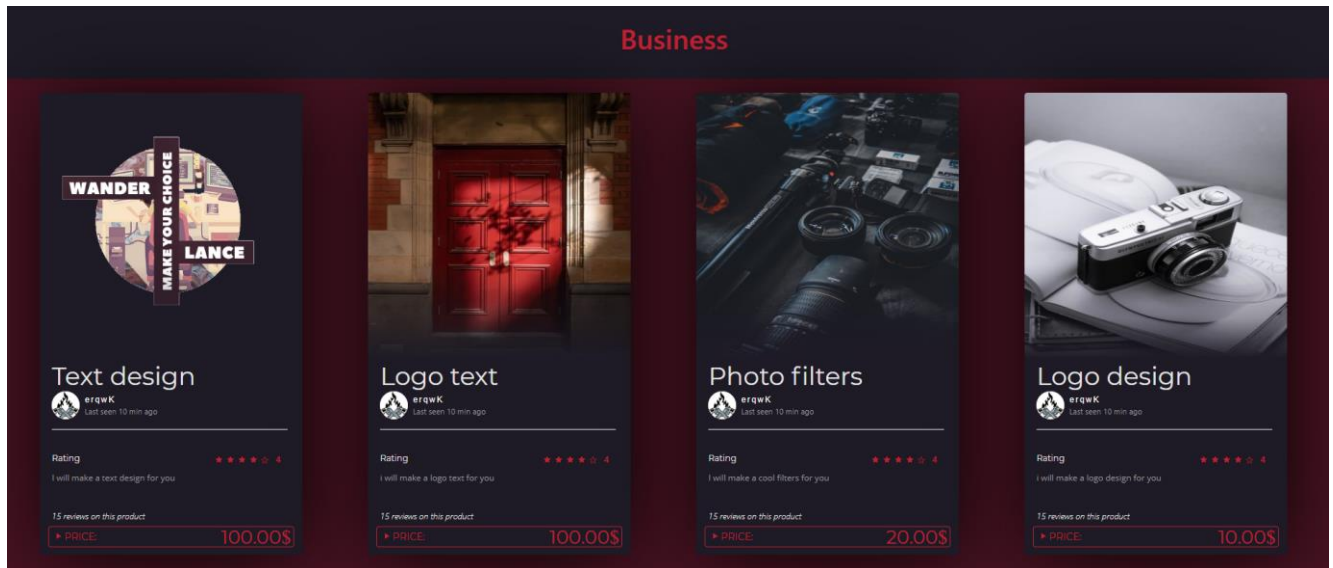 Business
WANDER
MAKE YOUR CHOICE
LANCE
Text design
erqwK
Last seen 10 min ago
Rating
★ ★ ★ ★ ☆ 4
I will make a text design for you
15 reviews on this product
PRICE: 100.00$
Logo text
erqwK
Last seen 10 min ago
Rating
★ ★ ★ ★ ☆ 4
i will make a logo text for you
15 reviews on this product
PRICE: 100.00$
Photo filters
erqwK
Last seen 10 min ago
Rating
★ ★ ★ ★ ☆ 4
I will make a cool filters for you
15 reviews on this product
PRICE: 20.00$
Logo design
erqwK
Last seen 10 min ago
Rating
★ ★ ★ ★ ☆ 4
i will make a logo design for you
15 reviews on this product
PRICE: 10.00$